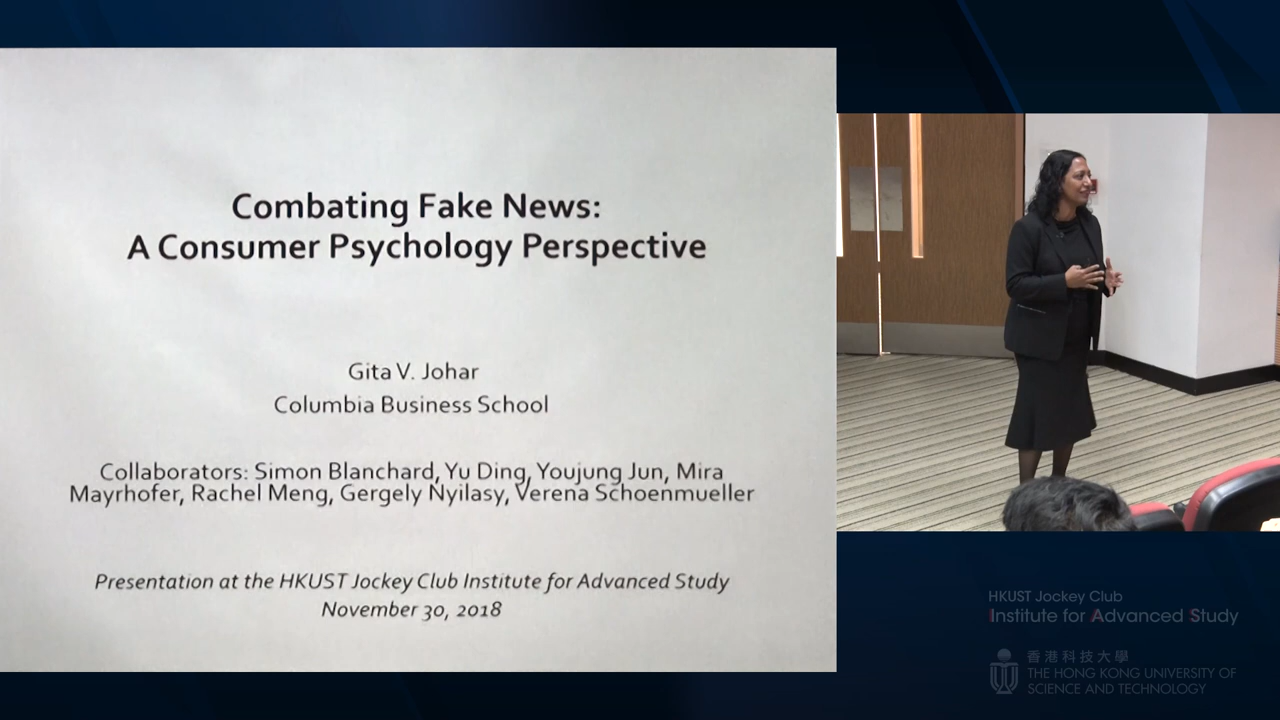 Combating Fake News:
A Consumer Psychology Perspective
Gita V. Johar
Columbia Business School
Collaborators: Simon Blanchard, Yu Ding, Youjung Jun, Mira
Mayrhofer, Rachel Meng, Gergely Nyilasy, Verena Schoenmueller
Presentation at the HKUST Jockey Club Institute for Advanced Study
November 30, 2018
HKUST Jockey Club
Institute for Advanced Study
香港科技大學
THE HONG KONG UNIVERSITY OF
SCIENCE AND TECHNOLOGY